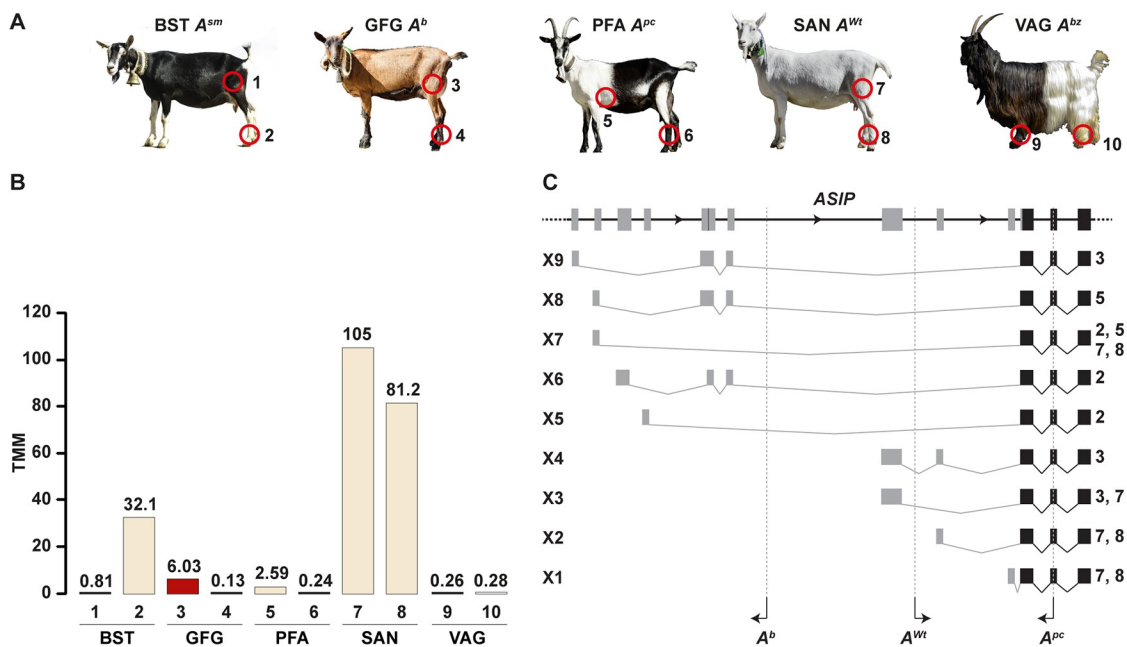 A
BST A^sm GFG A^b PFA A^pc SAN A^Wt VAG A^bz
1 3 7
5
2 4 6 8 9 10
B
TMM
120
100
80
60
40
20
0
0.81 32.1 6.03 0.13 2.59 0.24 105 81.2 0.26 0.28
1 2 3 4 5 6 7 8 9 10
BST GFG PFA SAN VAG
C
ASIP
X9 3
X8 5
X7 2, 5
7, 8
X6 2
X5 2
X4 3
X3 3, 7
X2 7, 8
X1 7, 8
A^b A^Wt A^pc